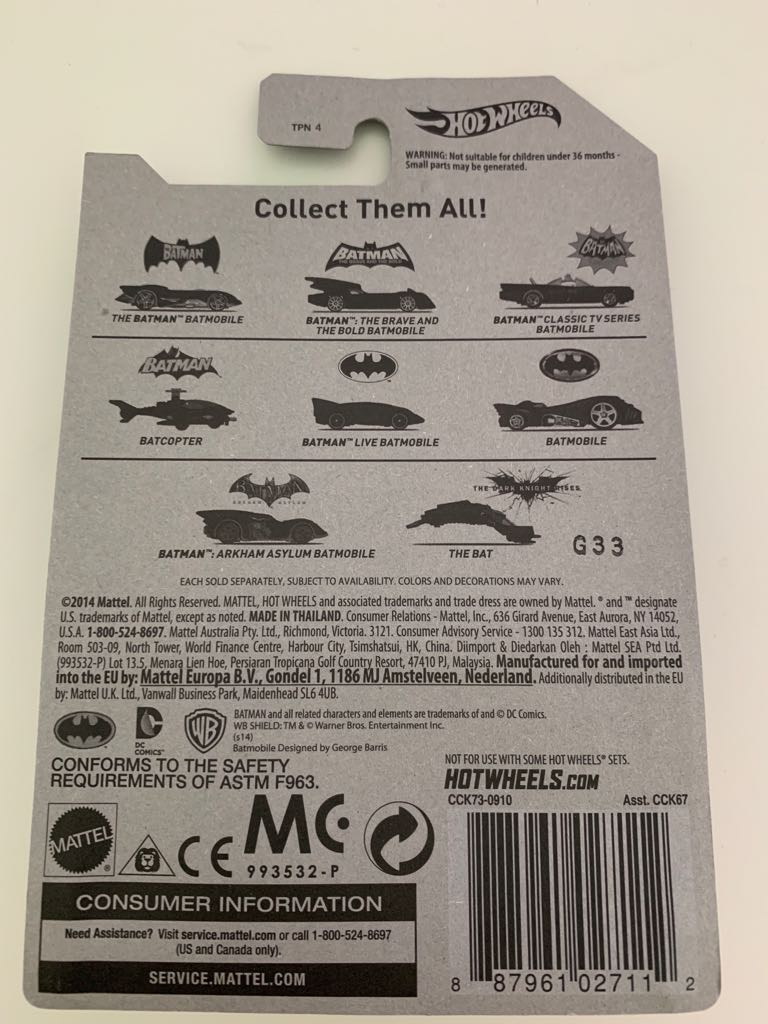 TPN 4
HOT WHEELS
WARNING: Not suitable for children under 36 months -
Small parts may be generated.
Collect Them All!
BATMAN
BATMAN
THE BRAVE AND THE BOLD
BATMAN
THE BATMAN™ BATMOBILE
BATMAN™: THE BRAVE AND
THE BOLD BATMOBILE
BATMAN™ CLASSIC TV SERIES
BATMOBILE
BATMAN
BATCOPTER
BATMAN™ LIVE BATMOBILE
BATMOBILE
BATMAN
ARKHAM ASYLUM
THE DARK KNIGHT RISES
BATMAN™: ARKHAM ASYLUM BATMOBILE
THE BAT
G33
EACH SOLD SEPARATELY, SUBJECT TO AVAILABILITY. COLORS AND DECORATIONS MAY VARY.
©2014 Mattel. All Rights Reserved. MATTEL, HOT WHEELS and associated trademarks and trade dress are owned by Mattel. ® and ™ designate
U.S. trademarks of Mattel, except as noted. MADE IN THAILAND. Consumer Relations - Mattel, Inc., 636 Girard Avenue, East Aurora, NY 14052,
U.S.A. 1-800-524-8697. Mattel Australia Pty. Ltd., Richmond, Victoria. 3121. Consumer Advisory Service - 1300 135 312. Mattel East Asia Ltd.,
Room 503-09, North Tower, World Finance Centre, Harbour City, Tsimshatsui, HK, China. Diimport & Diedarkan Oleh : Mattel SEA Ptd Ltd.
(993532-P) Lot 13.5, Menara Lien Hoe, Persiaran Tropicana Golf Country Resort, 47410 PJ, Malaysia. Manufactured for and imported
into the EU by: Mattel Europa B.V., Gondel 1, 1186 MJ Amstelveen, Nederland. Additionally distributed in the EU
by: Mattel U.K. Ltd., Vanwall Business Park, Maidenhead SL6 4UB.
DC
COMICS™
WB
BATMAN and all related characters and elements are trademarks of and © DC Comics.
WB SHIELD: TM & © Warner Bros. Entertainment Inc.
(s14)
Batmobile Designed by George Barris
CONFORMS TO THE SAFETY
REQUIREMENTS OF ASTM F963.
NOT FOR USE WITH SOME HOT WHEELS® SETS.
HOTWHEELS.COM
CCK73-0910
Asst. CCK67
MATTEL®
CE
MC
993532-P
CONSUMER INFORMATION
Need Assistance? Visit service.mattel.com or call 1-800-524-8697
(US and Canada only).
SERVICE.MATTEL.COM
8 87961 02711 2